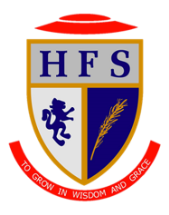 HFS
TO GROW IN WISDOM AND GRACE